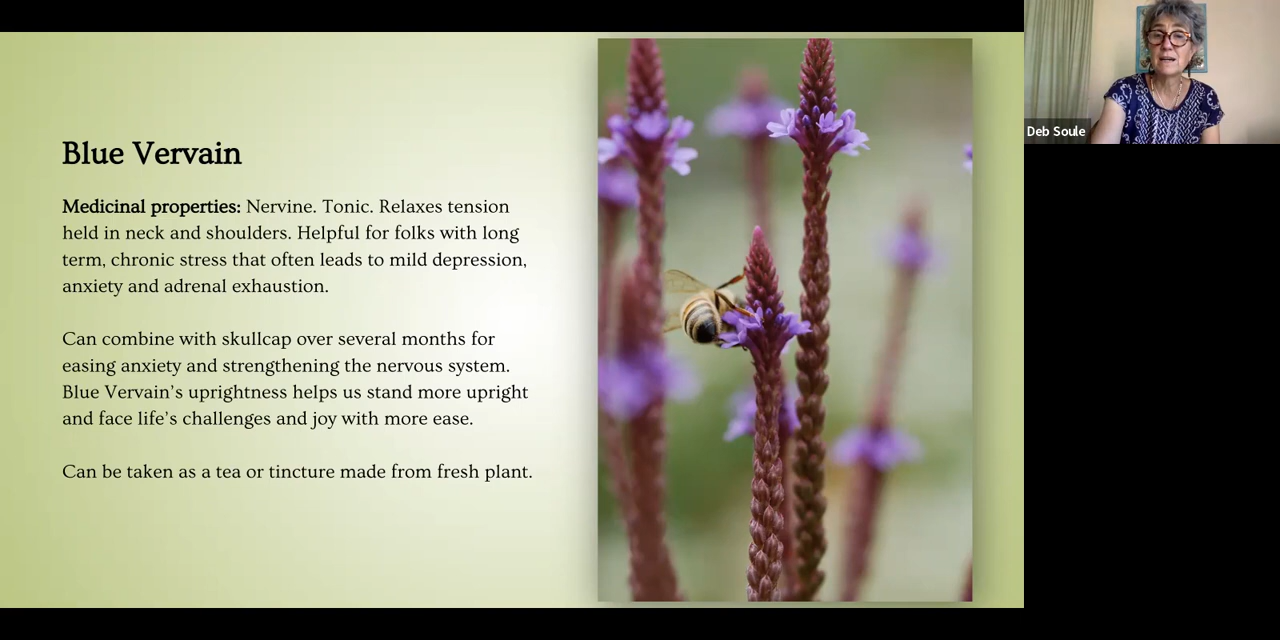 Blue Vervain
Medicinal properties: Nervine. Tonic. Relaxes tension
held in neck and shoulders. Helpful for folks with long
term, chronic stress that often leads to mild depression,
anxiety and adrenal exhaustion.
Can combine with skullcap over several months for
easing anxiety and strengthening the nervous system.
Blue Vervain’s uprightness helps us stand more upright
and face life’s challenges and joy with more ease.
Can be taken as a tea or tincture made from fresh plant.
Deb Soule